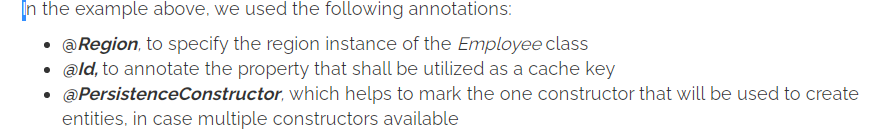 In the example above, we used the following annotations:
• @Region, to specify the region instance of the Employee class
• @Id, to annotate the property that shall be utilized as a cache key
• @PersistenceConstructor, which helps to mark the one constructor that will be used to create
entities, in case multiple constructors available